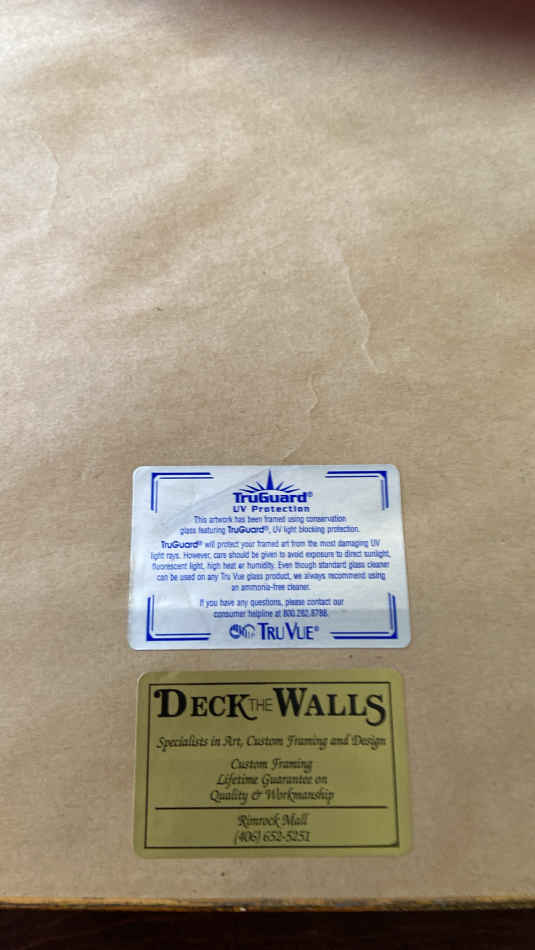 TruGuard®
UV Protection
This artwork has been framed using conservation
glass featuring TruGuard®, UV light blocking protection.
TruGuard® will protect your framed art from the most damaging UV
light rays. However, care should be given to avoid exposure to direct sunlight,
fluorescent light, high heat or humidity. Even though standard glass cleaner
can be used on any Tru Vue glass product, we always recommend using
an ammonia-free cleaner.
If you have any questions, please contact our
consumer helpline at 800.282.8788.
TRU VUE®
DECK THE WALLS
Specialists in Art, Custom Framing and Design
Custom Framing
Lifetime Guarantee on
Quality & Workmanship
Rimrock Mall
(406) 652-5251